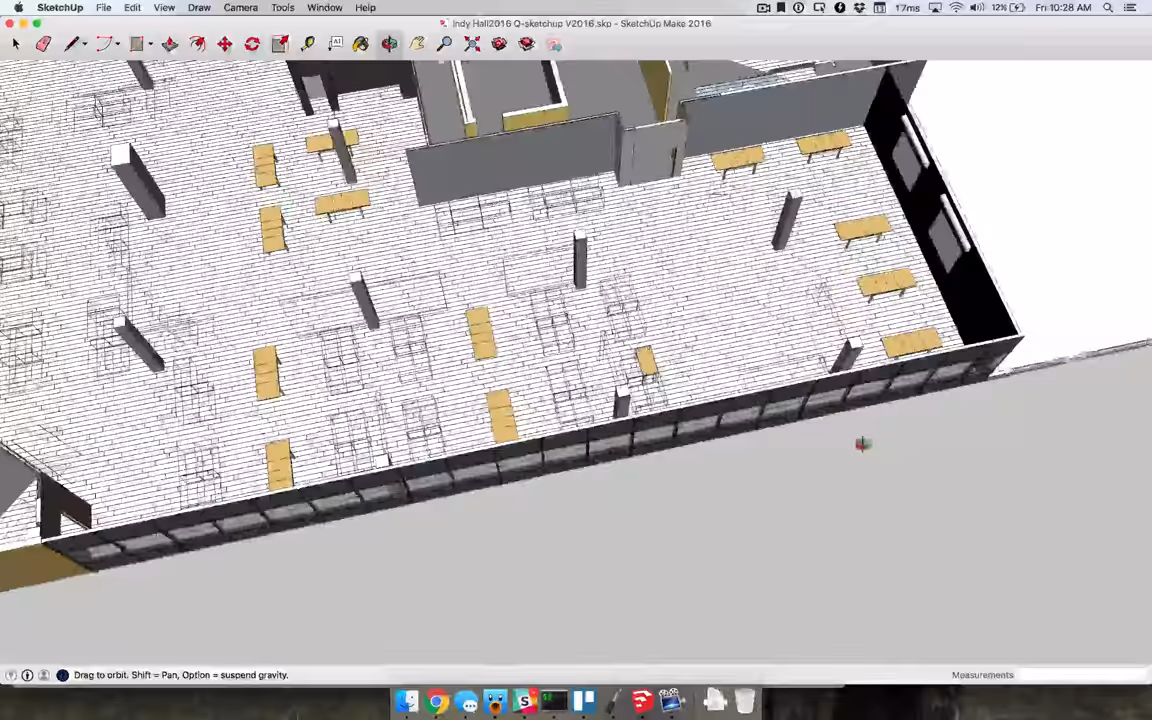 SketchUp File Edit View Draw Camera Tools Window Help 17ms 12% Fri 10:28 AM
Indy Hall2016 Q-sketchup V2016.skp - SketchUp Make 2016
Drag to orbit. Shift = Pan, Option = suspend gravity. Measurements